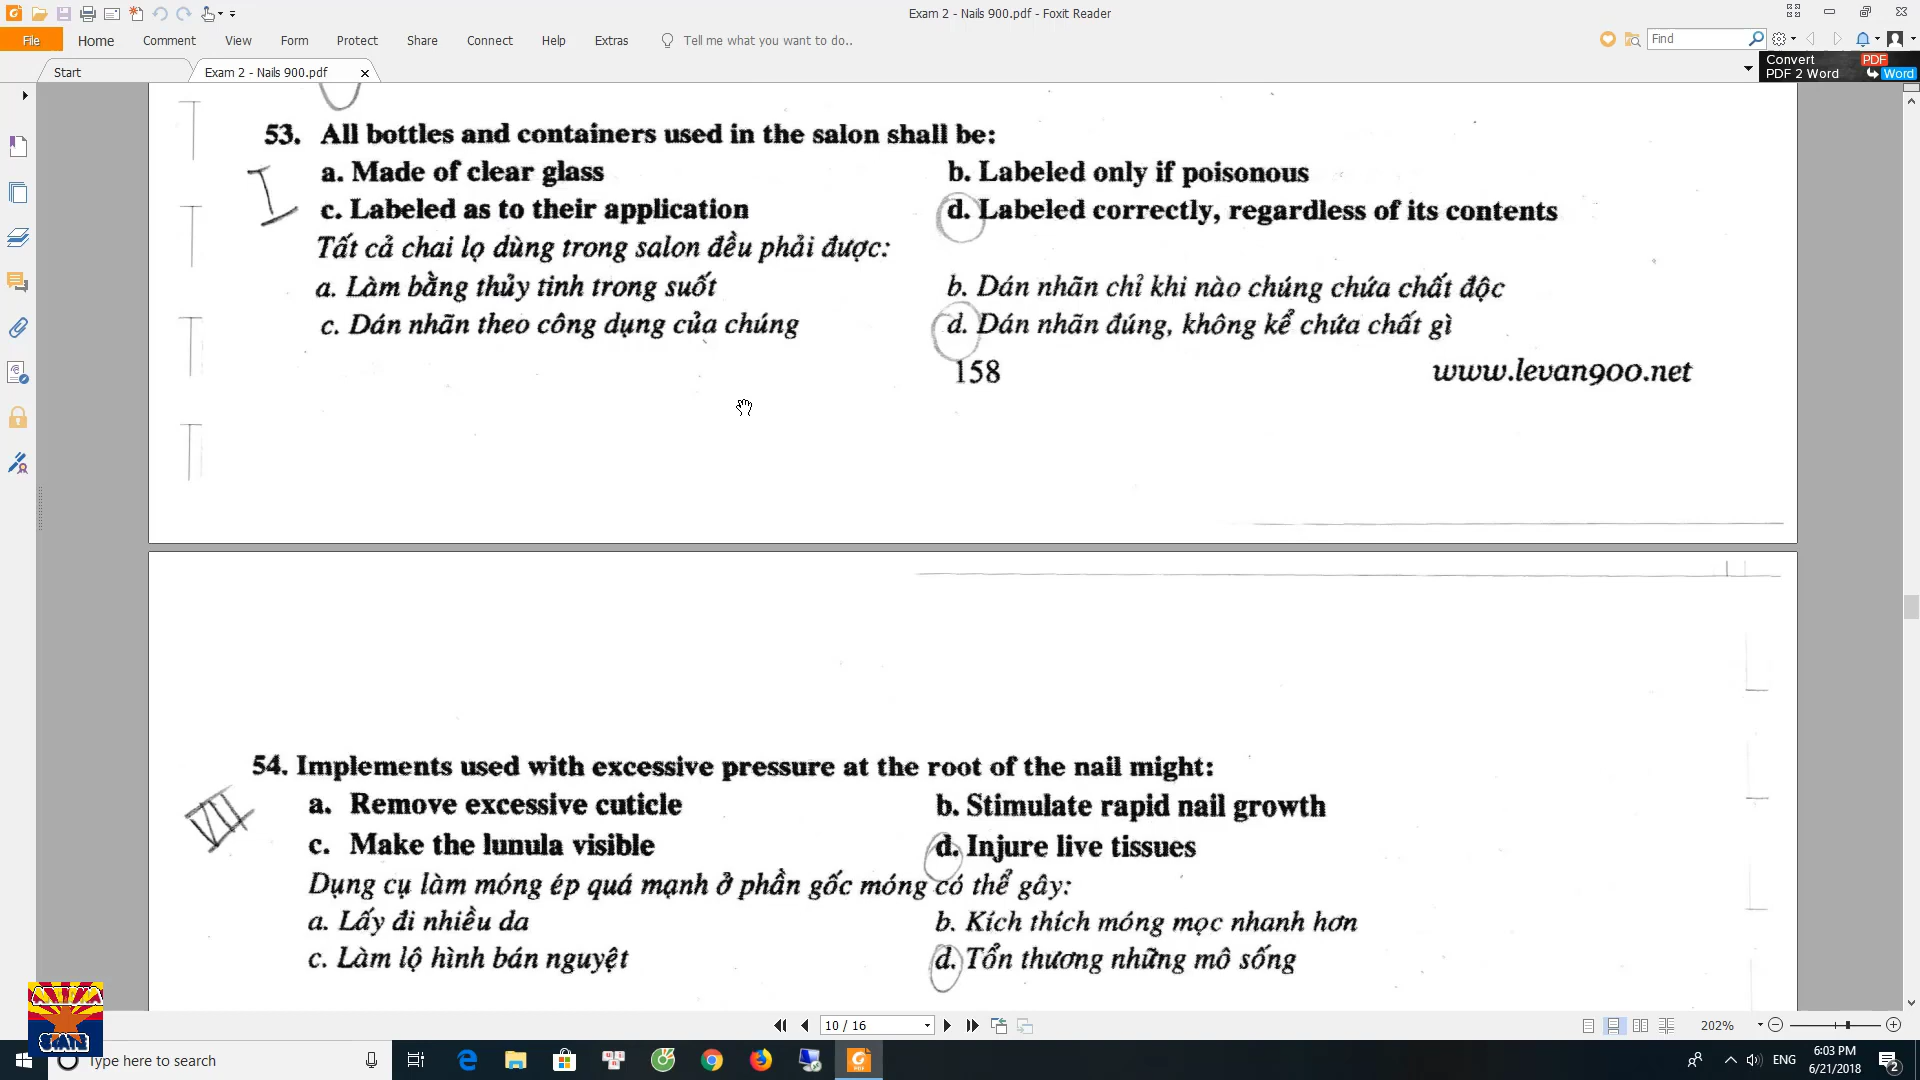 Exam 2 - Nails 900.pdf - Foxit Reader
File Home Comment View Form Protect Share Connect Help Extras Tell me what you want to do.. Find
Start Exam 2 - Nails 900.pdf
Convert PDF
PDF 2 Word Word
53. All bottles and containers used in the salon shall be:
I
a. Made of clear glass b. Labeled only if poisonous
c. Labeled as to their application d. Labeled correctly, regardless of its contents
Tất cả chai lọ dùng trong salon đều phải được:
a. Làm bằng thủy tinh trong suốt b. Dán nhãn chỉ khi nào chúng chứa chất độc
c. Dán nhãn theo công dụng của chúng d. Dán nhãn đúng, không kể chứa chất gì
158 www.levan900.net
54. Implements used with excessive pressure at the root of the nail might:
VII
a. Remove excessive cuticle b. Stimulate rapid nail growth
c. Make the lunula visible d. Injure live tissues
Dụng cụ làm móng ép quá mạnh ở phần gốc móng có thể gây:
a. Lấy đi nhiều da b. Kích thích móng mọc nhanh hơn
c. Làm lộ hình bán nguyệt d. Tổn thương những mô sống
ARIZONA
STATE
10 / 16 202%
Type here to search ENG 6:03 PM
6/21/2018 2